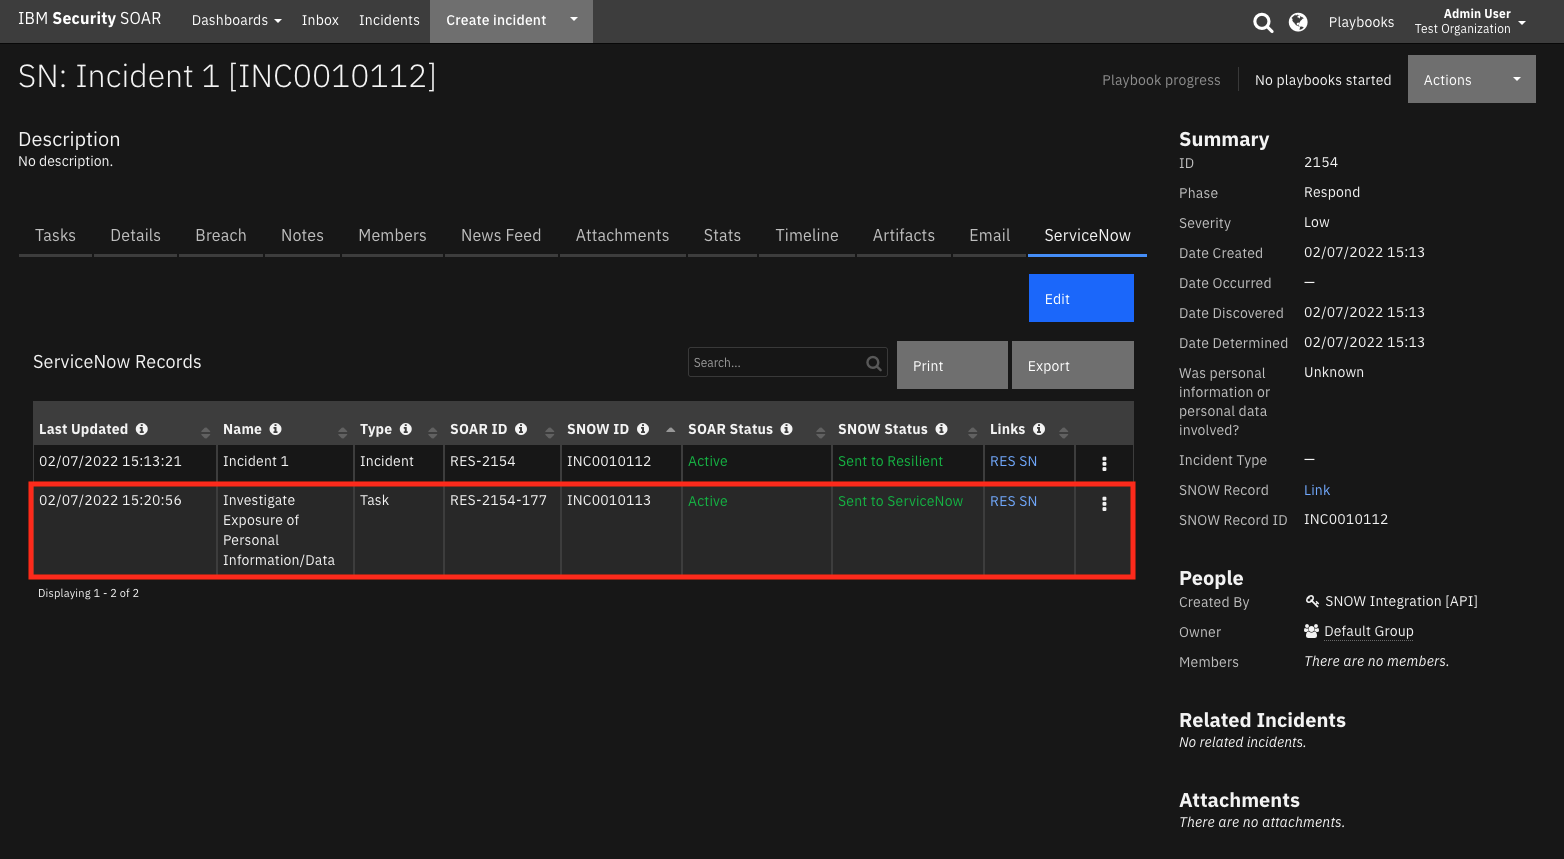 IBM Security SOAR Dashboards Inbox Incidents Create incident Playbooks Admin User
Test Organization
SN: Incident 1 [INC0010112]
Playbook progress No playbooks started Actions
Description
No description.
Tasks Details Breach Notes Members News Feed Attachments Stats Timeline Artifacts Email ServiceNow
Edit
ServiceNow Records
Search... Print Export
Last Updated Name Type SOAR ID SNOW ID SOAR Status SNOW Status Links
02/07/2022 15:13:21 Incident 1 Incident RES-2154 INC0010112 Active Sent to Resilient RES SN
02/07/2022 15:20:56 Investigate Task RES-2154-177 INC0010113 Active Sent to ServiceNow RES SN
Exposure of
Personal
Information/Data
Displaying 1 - 2 of 2
Summary
ID 2154
Phase Respond
Severity Low
Date Created 02/07/2022 15:13
Date Occurred —
Date Discovered 02/07/2022 15:13
Date Determined 02/07/2022 15:13
Was personal Unknown
information or
personal data
involved?
Incident Type —
SNOW Record Link
SNOW Record ID INC0010112
People
Created By SNOW Integration [API]
Owner Default Group
Members There are no members.
Related Incidents
No related incidents.
Attachments
There are no attachments.